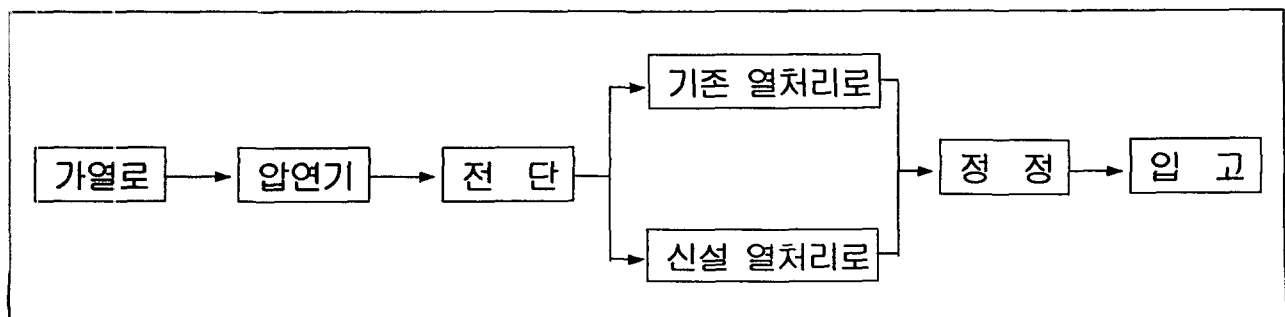 기존 열처리로
가열로 압연기 전 단 정 정 입 고
신설 열처리로